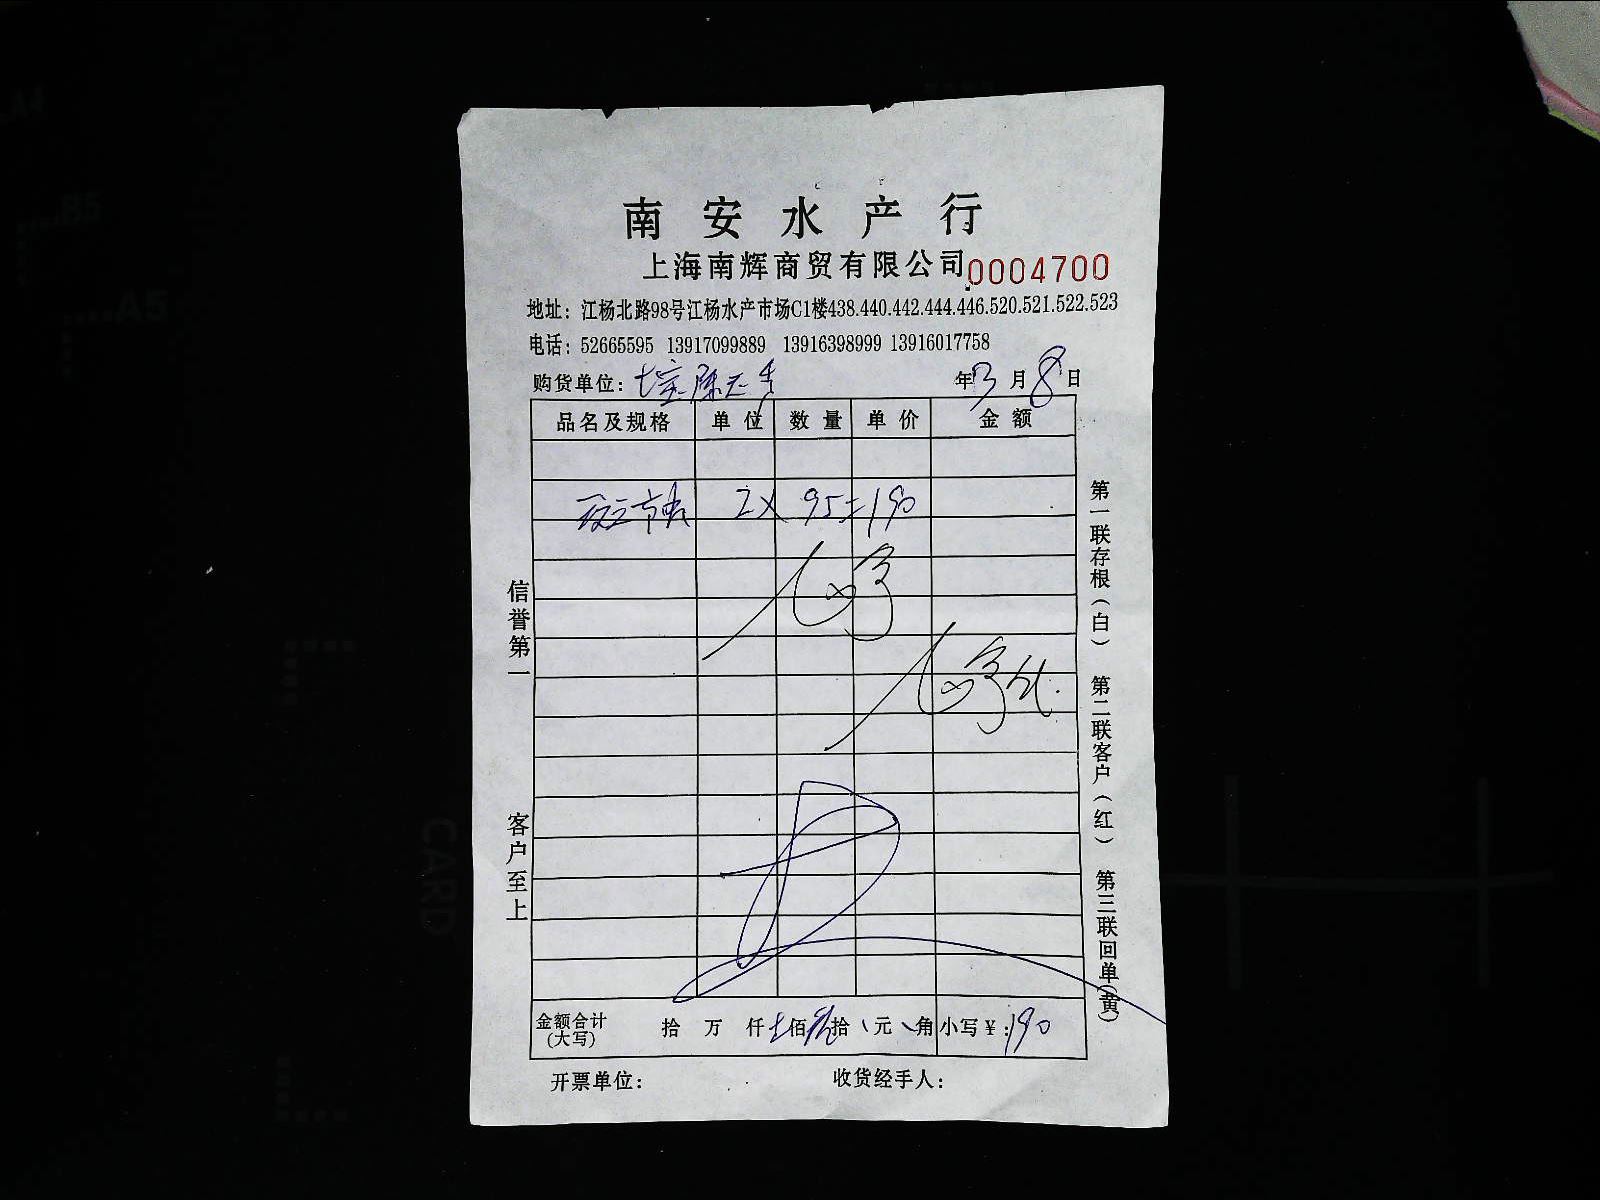 南安水产行
上海南辉商贸有限公司 0004700
地址：江杨北路98号江杨水产市场C1楼438.440.442.444.446.520.521.522.523
电话：52665595 13917099889 13916398999 13916017758
购货单位： 年3月8日
品名及规格 单位 数量 单价 金额
2× 95=190
信誉第一
客户至上
第一联存根（白） 第二联客户（红） 第三联回单（黄）
金额合计（大写） 拾 万 仟 佰 玖拾 元 角 小写￥：190
开票单位： 收货经手人：
CARD
A4
B5
A5